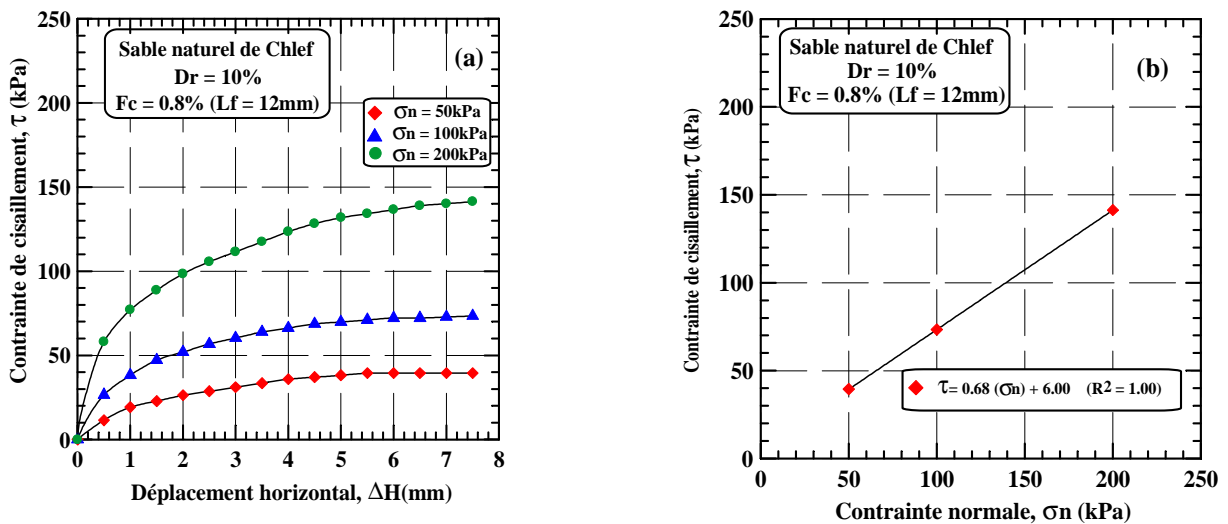 Sable naturel de Chlef
Dr = 10%
Fc = 0.8% (Lf = 12mm)
(a)
σn = 50kPa
σn = 100kPa
σn = 200kPa
Contrainte de cisaillement, τ (kPa)
250
200
150
100
50
0
0 1 2 3 4 5 6 7 8
Déplacement horizontal, ΔH(mm)
Sable naturel de Chlef
Dr = 10%
Fc = 0.8% (Lf = 12mm)
(b)
Contrainte de cisaillement, τ (kPa)
250
200
150
100
50
0
τ= 0.68 (σn) + 6.00 (R² = 1.00)
0 50 100 150 200 250
Contrainte normale, σn (kPa)